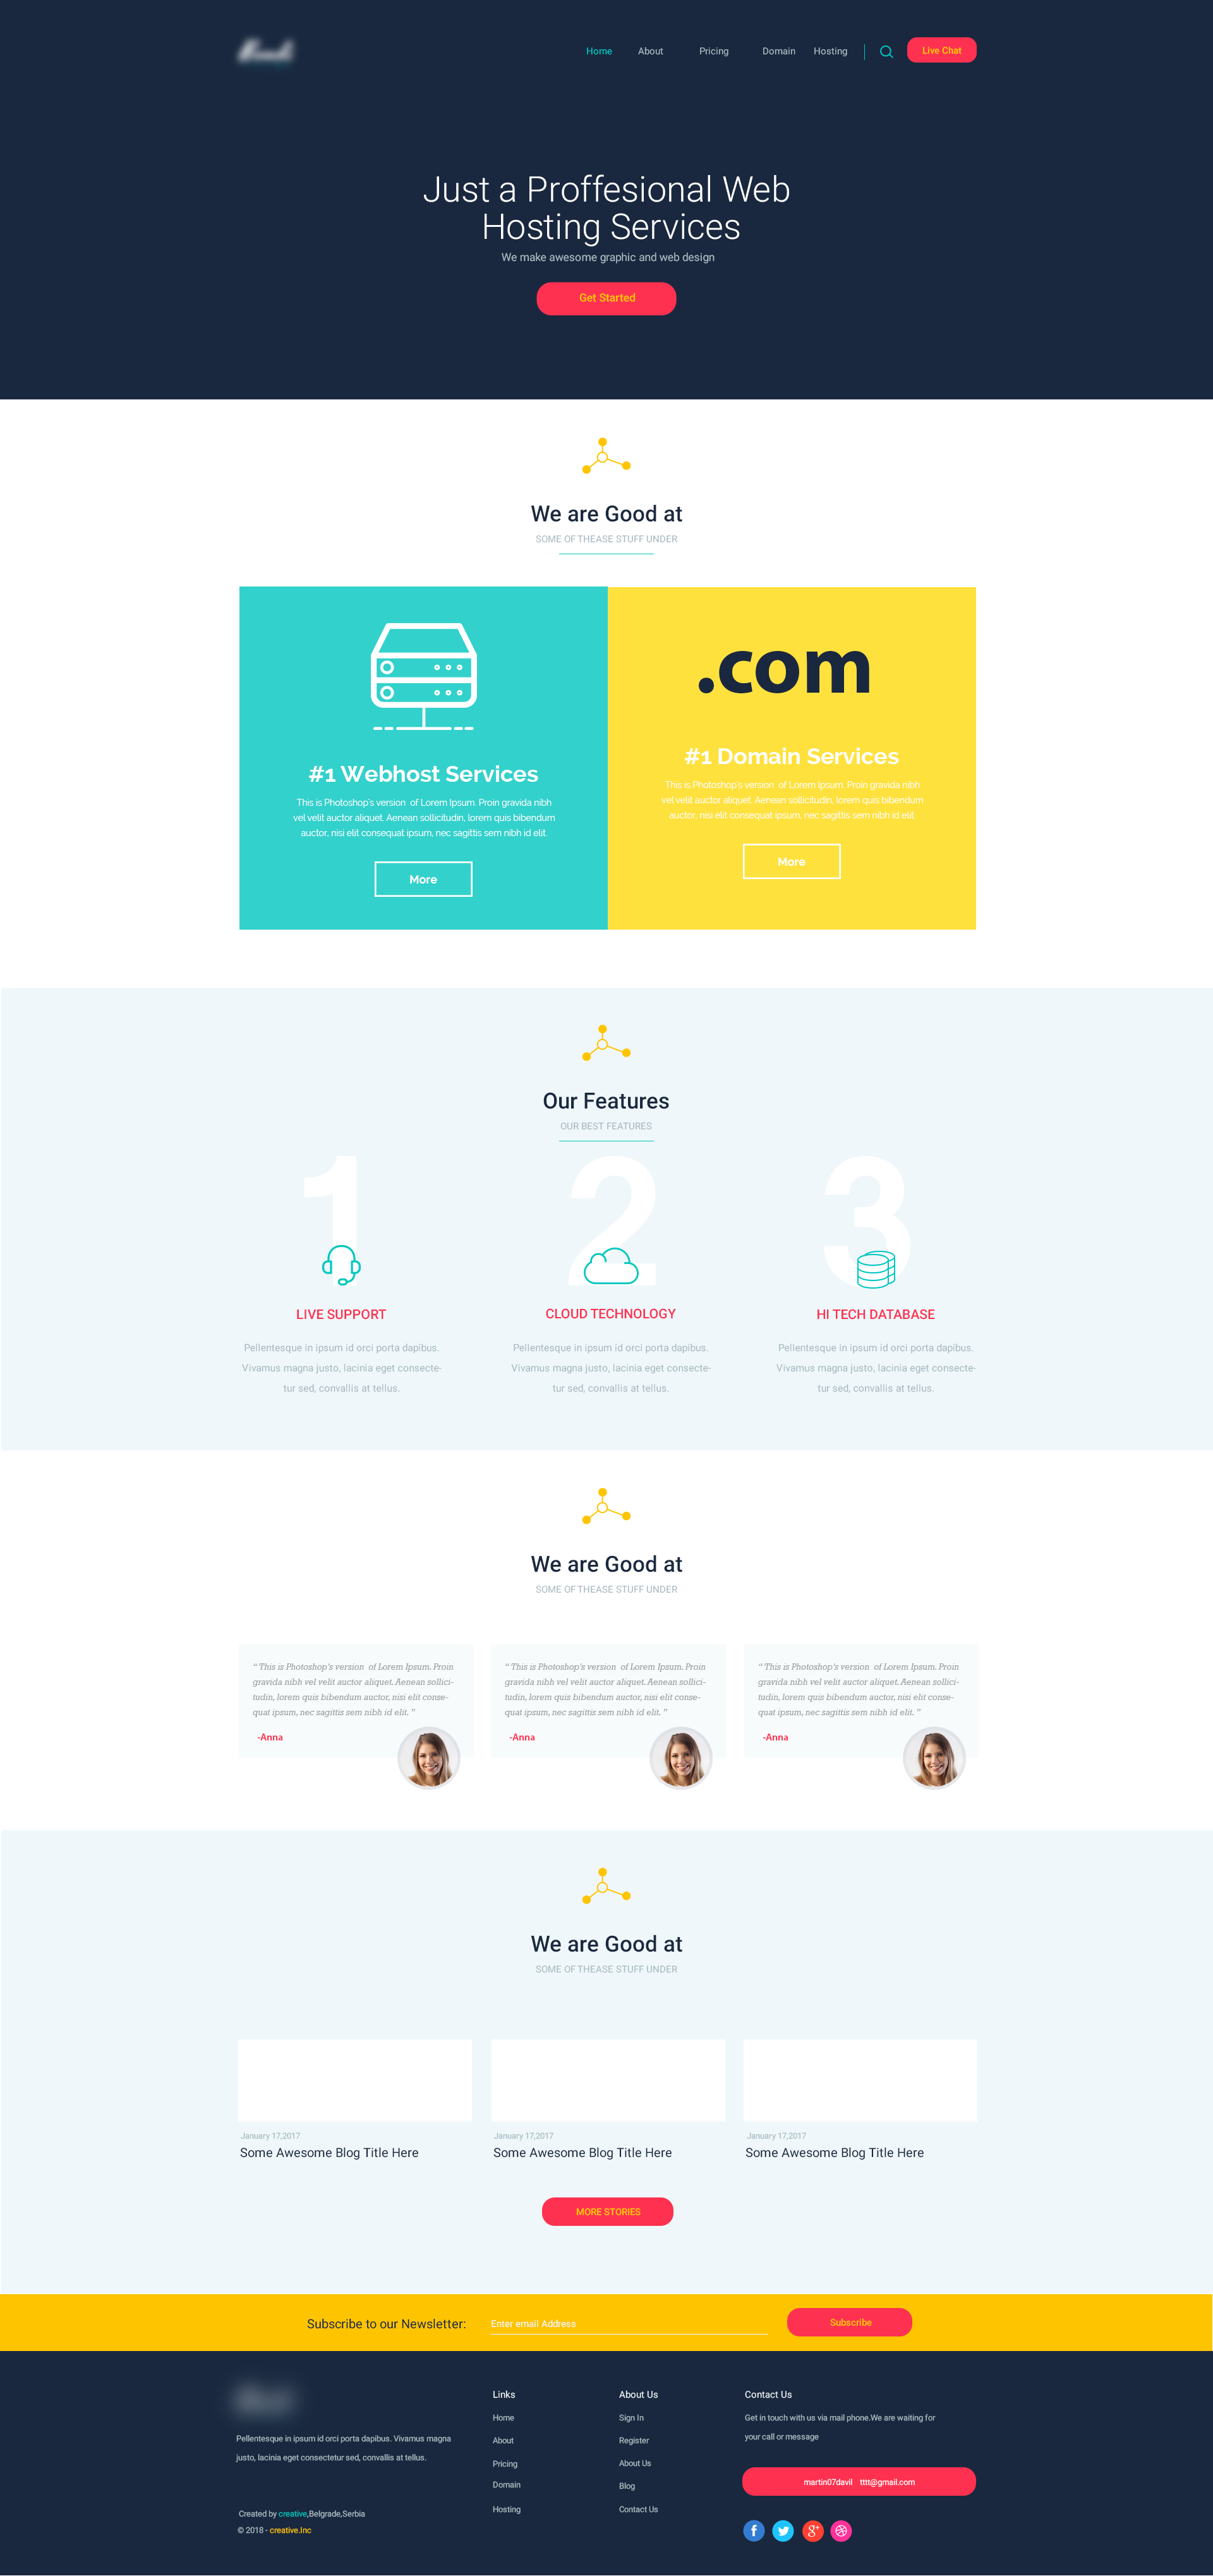 Home About Pricing Domain Hosting Live Chat
Just a Proffesional Web
Hosting Services
We make awesome graphic and web design
Get Started
We are Good at
SOME OF THEASE STUFF UNDER
#1 Webhost Services
This is Photoshop's version of Lorem Ipsum. Proin gravida nibh
vel velit auctor aliquet. Aenean sollicitudin, lorem quis bibendum
auctor, nisi elit consequat ipsum, nec sagittis sem nibh id elit.
More
.com
#1 Domain Services
This is Photoshop's version of Lorem Ipsum. Proin gravida nibh
vel velit auctor aliquet. Aenean sollicitudin, lorem quis bibendum
auctor, nisi elit consequat ipsum, nec sagittis sem nibh id elit.
More
Our Features
OUR BEST FEATURES
1
LIVE SUPPORT
Pellentesque in ipsum id orci porta dapibus.
Vivamus magna justo, lacinia eget consecte-
tur sed, convallis at tellus.
2
CLOUD TECHNOLOGY
Pellentesque in ipsum id orci porta dapibus.
Vivamus magna justo, lacinia eget consecte-
tur sed, convallis at tellus.
3
HI TECH DATABASE
Pellentesque in ipsum id orci porta dapibus.
Vivamus magna justo, lacinia eget consecte-
tur sed, convallis at tellus.
We are Good at
SOME OF THEASE STUFF UNDER
“ This is Photoshop's version of Lorem Ipsum. Proin
gravida nibh vel velit auctor aliquet. Aenean sollici-
tudin, lorem quis bibendum auctor, nisi elit conse-
quat ipsum, nec sagittis sem nibh id elit. ”
-Anna
“ This is Photoshop's version of Lorem Ipsum. Proin
gravida nibh vel velit auctor aliquet. Aenean sollici-
tudin, lorem quis bibendum auctor, nisi elit conse-
quat ipsum, nec sagittis sem nibh id elit. ”
-Anna
“ This is Photoshop's version of Lorem Ipsum. Proin
gravida nibh vel velit auctor aliquet. Aenean sollici-
tudin, lorem quis bibendum auctor, nisi elit conse-
quat ipsum, nec sagittis sem nibh id elit. ”
-Anna
We are Good at
SOME OF THEASE STUFF UNDER
January 17,2017
Some Awesome Blog Title Here
January 17,2017
Some Awesome Blog Title Here
January 17,2017
Some Awesome Blog Title Here
MORE STORIES
Subscribe to our Newsletter: Enter email Address Subscribe
Pellentesque in ipsum id orci porta dapibus. Vivamus magna
justo, lacinia eget consectetur sed, convallis at tellus.
Created by creative,Belgrade,Serbia
© 2018 - creative.Inc
Links
Home
About
Pricing
Domain
Hosting
About Us
Sign In
Register
About Us
Blog
Contact Us
Contact Us
Get in touch with us via mail phone.We are waiting for
your call or message
martin07davil tttt@gmail.com